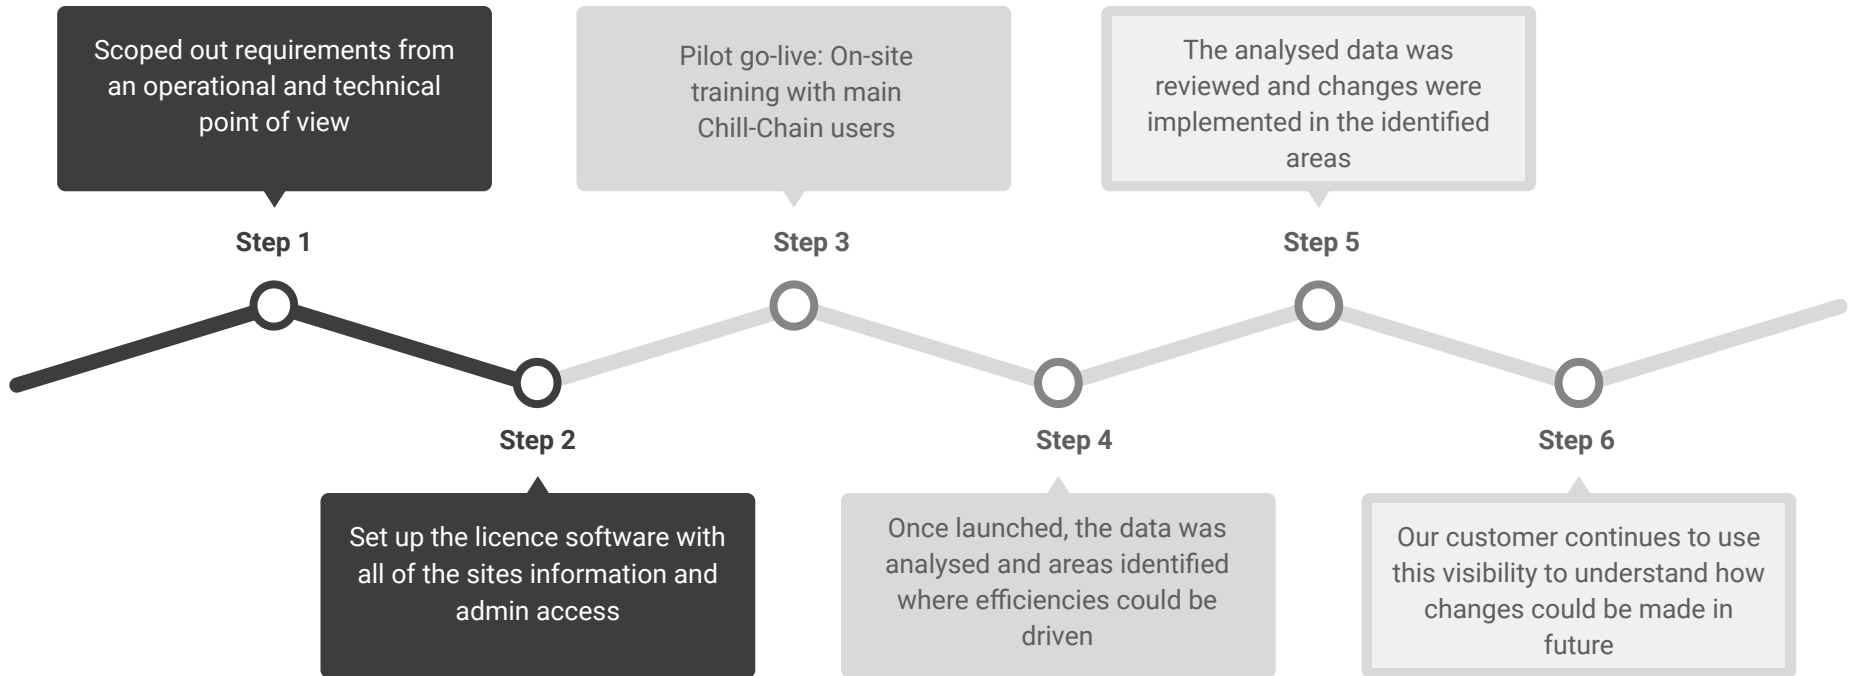 Scoped out requirements from
an operational and technical
point of view
Step 1
Step 2
Set up the licence software with
all of the sites information and
admin access
Pilot go-live: On-site
training with main
Chill-Chain users
Step 3
Step 4
Once launched, the data was
analysed and areas identified
where efficiencies could be
driven
The analysed data was
reviewed and changes were
implemented in the identified
areas
Step 5
Step 6
Our customer continues to use
this visibility to understand how
changes could be made in
future